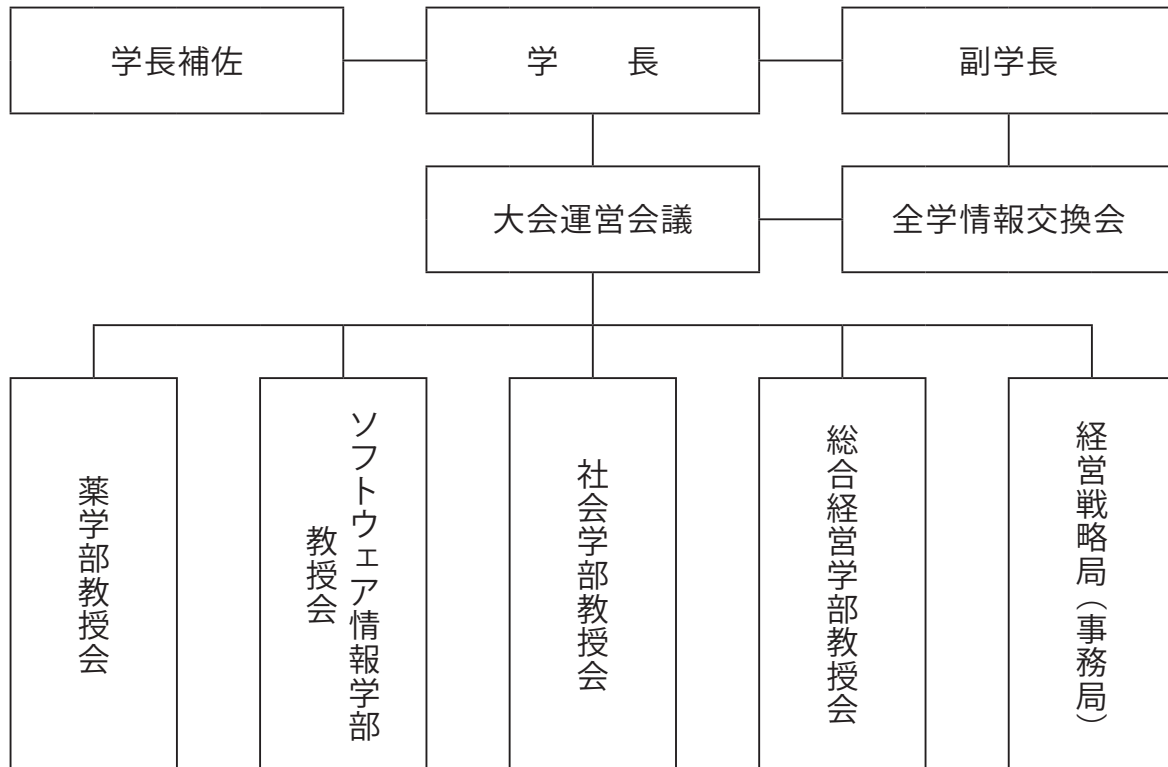 学長補佐
学　　長
副学長
大会運営会議
全学情報交換会
薬学部教授会
ソフトウェア情報学部
教授会
社会学部教授会
総合経営学部教授会
経営戦略局（事務局）